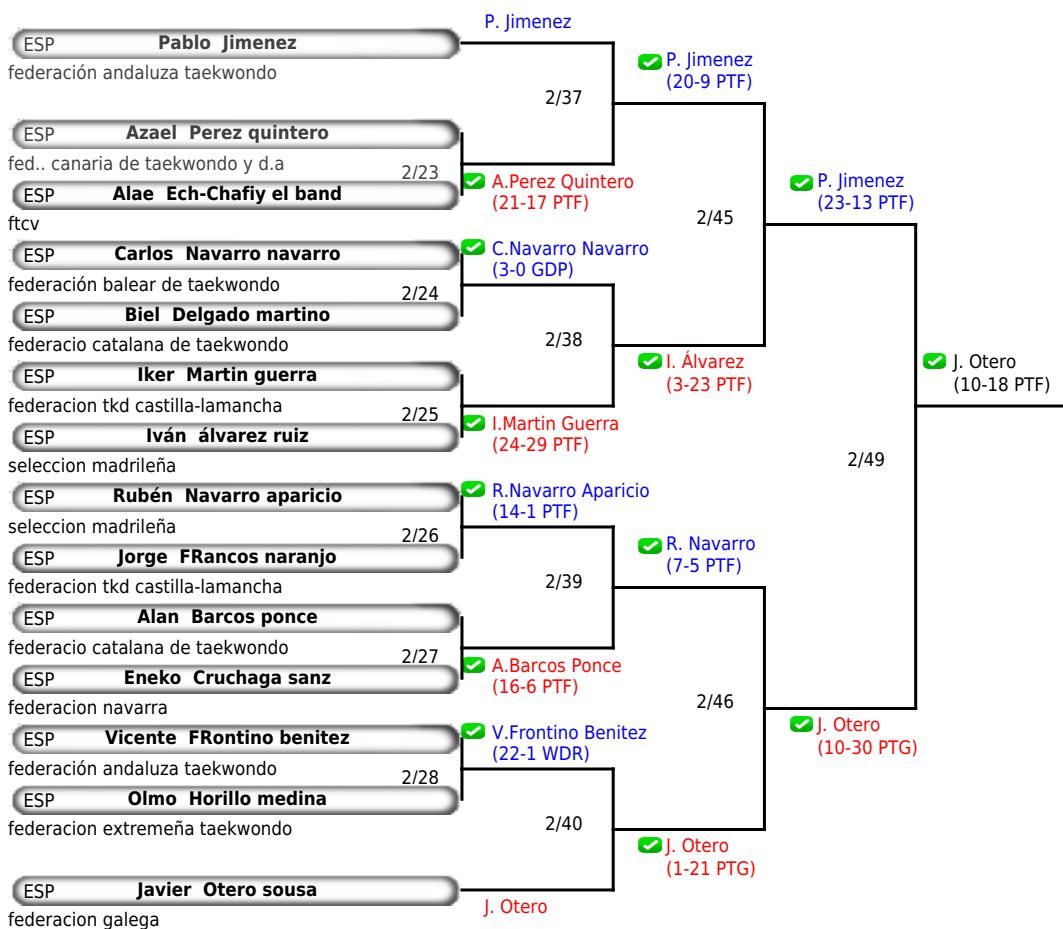 P. Jimenez
ESP Pablo Jimenez
federación andaluza taekwondo
P. Jimenez
(20-9 PTF)
2/37
ESP Azael Perez quintero
fed.. canaria de taekwondo y d.a
2/23
A.Perez Quintero
(21-17 PTF)
ESP Alae Ech-Chafiy el band
ftcv
P. Jimenez
(23-13 PTF)
2/45
ESP Carlos Navarro navarro
federación balear de taekwondo
C.Navarro Navarro
(3-0 GDP)
2/24
ESP Biel Delgado martino
federacio catalana de taekwondo
2/38
ESP Iker Martin guerra
federacion tkd castilla-lamancha
I. Álvarez
(3-23 PTF)
J. Otero
(10-18 PTF)
2/25
I.Martin Guerra
(24-29 PTF)
ESP Iván álvarez ruiz
seleccion madrileña
2/49
ESP Rubén Navarro aparicio
seleccion madrileña
R.Navarro Aparicio
(14-1 PTF)
2/26
ESP Jorge FRancos naranjo
federacion tkd castilla-lamancha
R. Navarro
(7-5 PTF)
2/39
ESP Alan Barcos ponce
federacio catalana de taekwondo
2/27
A.Barcos Ponce
(16-6 PTF)
ESP Eneko Cruchaga sanz
federacion navarra
2/46
ESP Vicente FRontino benitez
federación andaluza taekwondo
V.Frontino Benitez
(22-1 WDR)
J. Otero
(10-30 PTG)
2/28
ESP Olmo Horillo medina
federacion extremeña taekwondo
2/40
J. Otero
(1-21 PTG)
ESP Javier Otero sousa
federacion galega
J. Otero